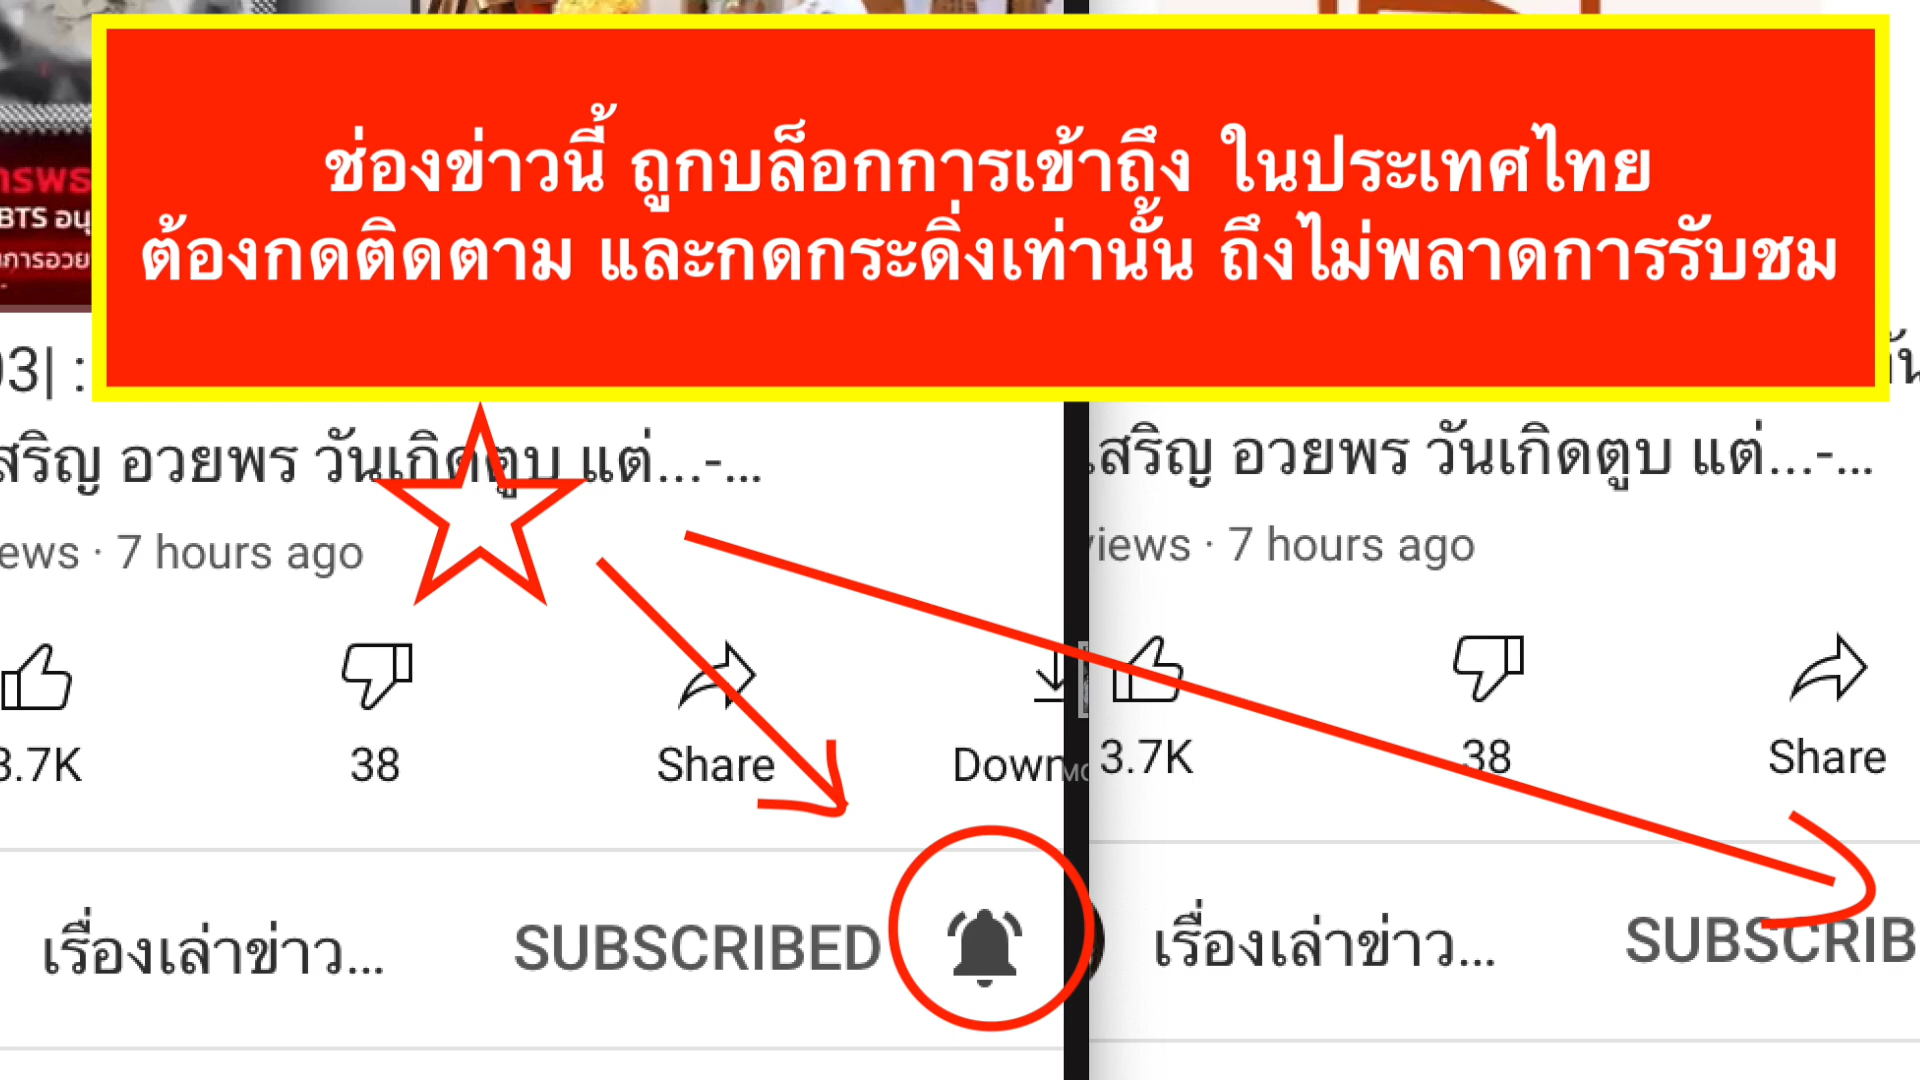 ช่องข่าวนี้ ถูกบล็อกการเข้าถึง ในประเทศไทย
ต้องกดติดตาม และกดกระดิ่งเท่านั้น ถึงไม่พลาดการรับชม
BTS
03| :
สริญ อวยพร วันเกิดตูบ แต่...-...
7 hours ago
3.7K
38
Share
Down
เรื่องเล่าข่าว...
SUBSCRIBED
สริญ อวยพร วันเกิดตูบ แต่...-...
views · 7 hours ago
3.7K
38
Share
เรื่องเล่าข่าว...
SUBSCRIB